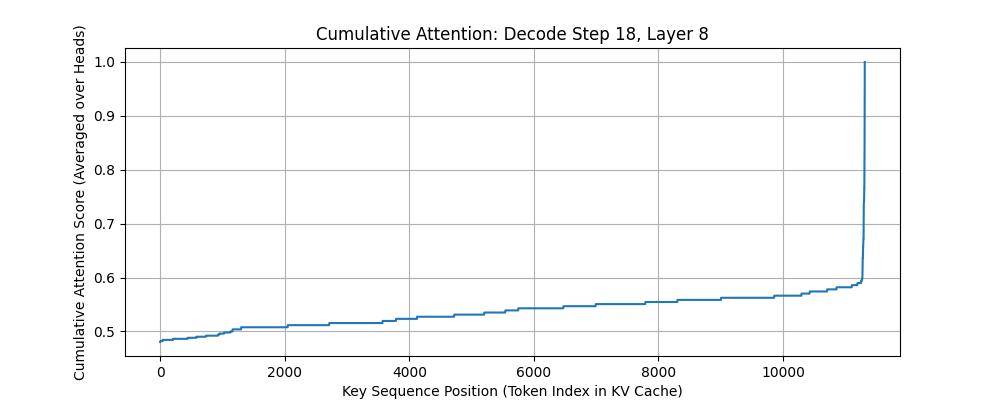 Cumulative Attention: Decode Step 18, Layer 8
Cumulative Attention Score (Averaged over Heads)
1.0
0.9
0.8
0.7
0.6
0.5
0 2000 4000 6000 8000 10000
Key Sequence Position (Token Index in KV Cache)